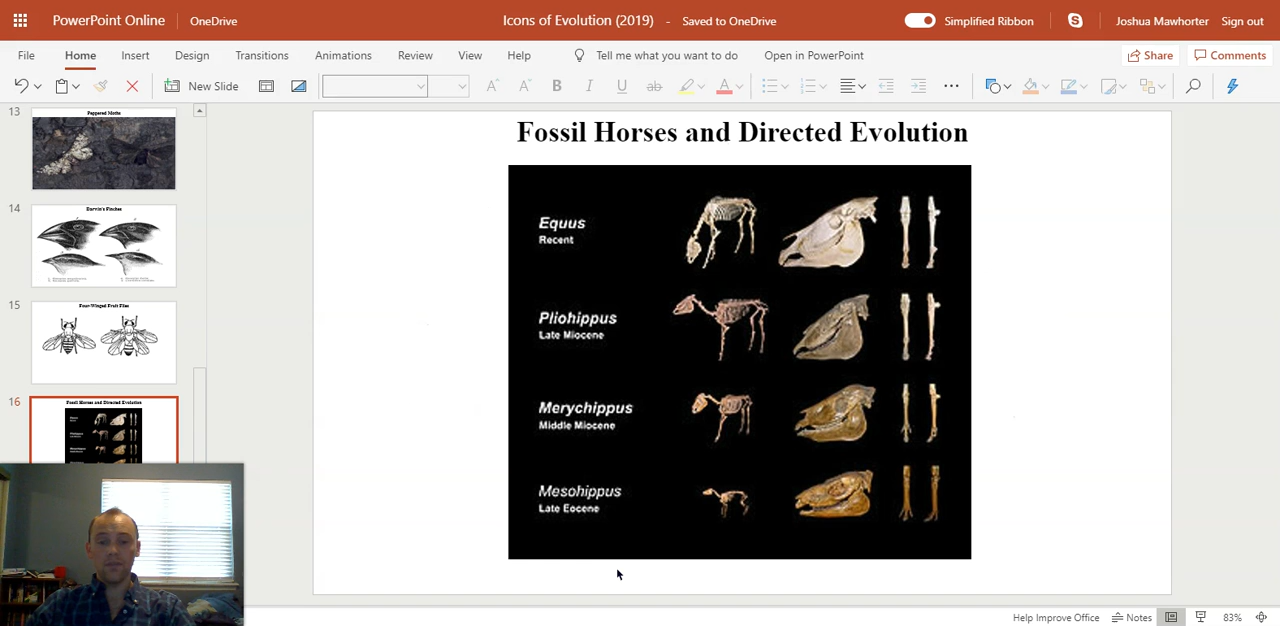 PowerPoint Online OneDrive Icons of Evolution (2019) - Saved to OneDrive Simplified Ribbon Joshua Mawhorter Sign out
File Home Insert Design Transitions Animations Review View Help Tell me what you want to do Open in PowerPoint Share Comments
New Slide B I U ab A
13
Peppered Moths
14
Darwin's Finches
15
Four-Winged Fruit Flies
16
Fossil Horses and Directed Evolution
Fossil Horses and Directed Evolution
Equus
Recent
Pliohippus
Late Miocene
Merychippus
Middle Miocene
Mesohippus
Late Eocene
Help Improve Office Notes 83%